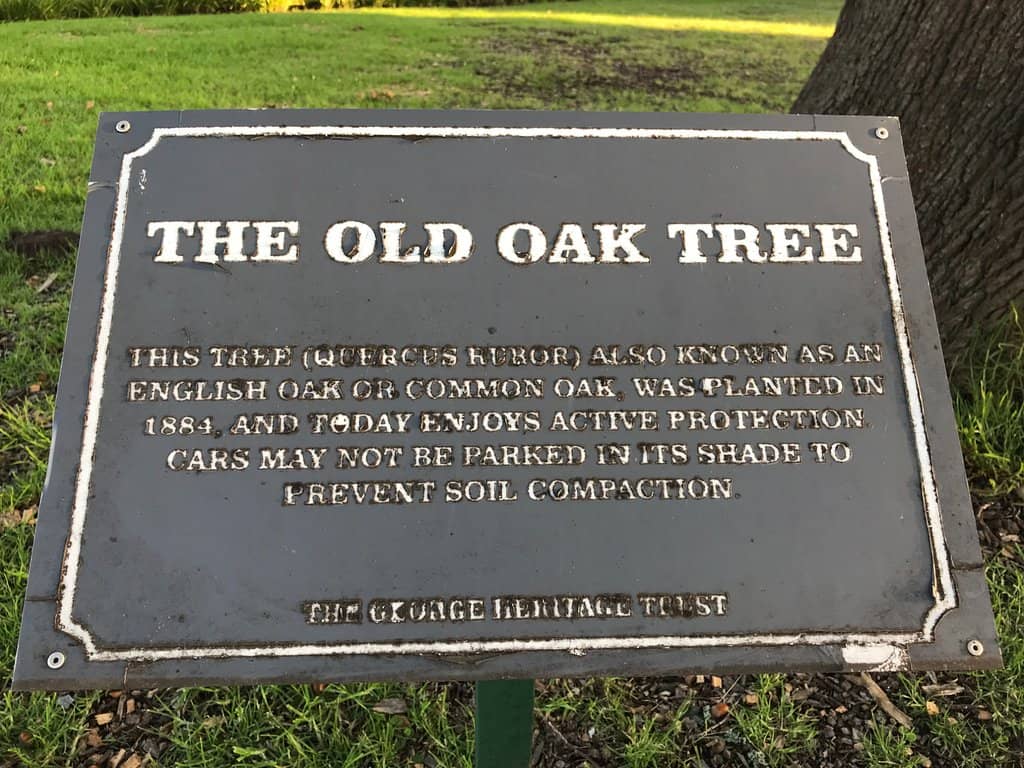 THE OLD OAK TREE
THIS TREE (QUERCUS RUBOR) ALSO KNOWN AS AN
ENGLISH OAK OR COMMON OAK, WAS PLANTED IN
1884, AND TODAY ENJOYS ACTIVE PROTECTION.
CARS MAY NOT BE PARKED IN ITS SHADE TO
PREVENT SOIL COMPACTION.
THE GEORGE HERITAGE TRUST